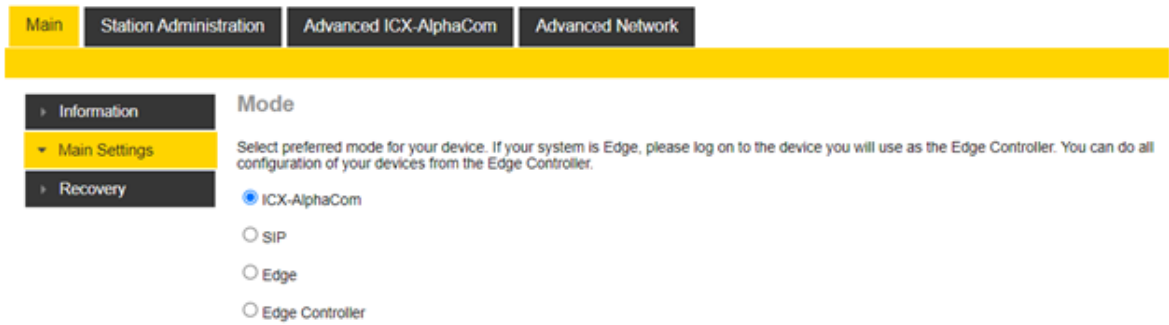 Main
Station Administration
Advanced ICX-AlphaCom
Advanced Network
Information
Main Settings
Recovery
Mode
Select preferred mode for your device. If your system is Edge, please log on to the device you will use as the Edge Controller. You can do all
configuration of your devices from the Edge Controller.
ICX-AlphaCom
SIP
Edge
Edge Controller